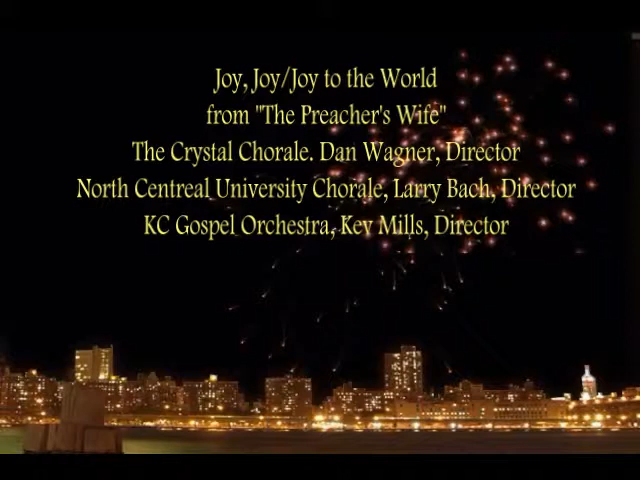 Joy, Joy/Joy to the World
from "The Preacher's Wife"
The Crystal Chorale. Dan Wagner, Director
North Centreal University Chorale, Larry Bach, Director
KC Gospel Orchestra, Kev Mills, Director